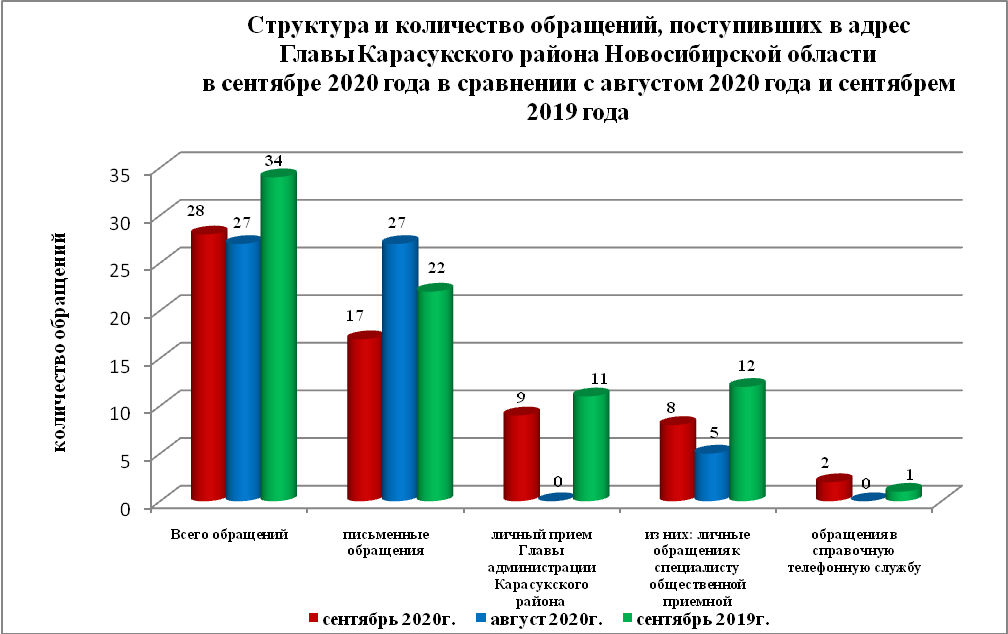 Структура и количество обращений, поступивших в адрес
Главы Карасукского района Новосибирской области
в сентябре 2020 года в сравнении с августом 2020 года и сентябрем
2019 года
количество обращений
35
30
25
20
15
10
5
0
28
27
34
17
27
22
9
0
11
8
5
12
2
0
1
Всего обращений
письменные
обращения
личный прием
Главы
администрации
Карасукского
района
из них: личные
обращения к
специалисту
общественной
приемной
обращения в
справочную
телефонную службу
сентябрь 2020г.
август 2020г.
сентябрь 2019г.